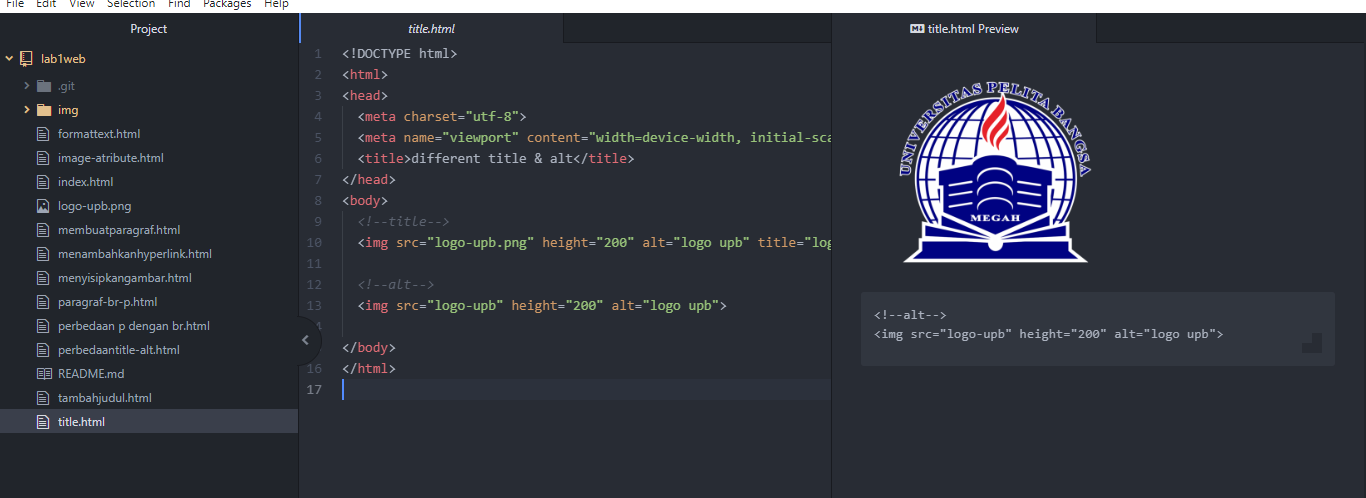 File Edit View Selection Find Packages Help
Project
lab1web
.git
img
formattext.html
image-atribute.html
index.html
logo-upb.png
membuatparagraf.html
menambahkanhyperlink.html
menyisipkangambar.html
paragraf-br-p.html
perbedaan p dengan br.html
perbedaantitle-alt.html
README.md
tambahjudul.html
title.html
title.html
1 <!DOCTYPE html>
2 <html>
3 <head>
4 <meta charset="utf-8">
5 <meta name="viewport" content="width=device-width, initial-sca
6 <title>different title & alt</title>
7 </head>
8 <body>
9 <!--title-->
10 <img src="logo-upb.png" height="200" alt="logo upb" title="log
11
12 <!--alt-->
13 <img src="logo-upb" height="200" alt="logo upb">
</body>
16 </html>
17
title.html Preview
UNIVERSITAS PELITA BANGSA
MEGAH
<!--alt-->
<img src="logo-upb" height="200" alt="logo upb">